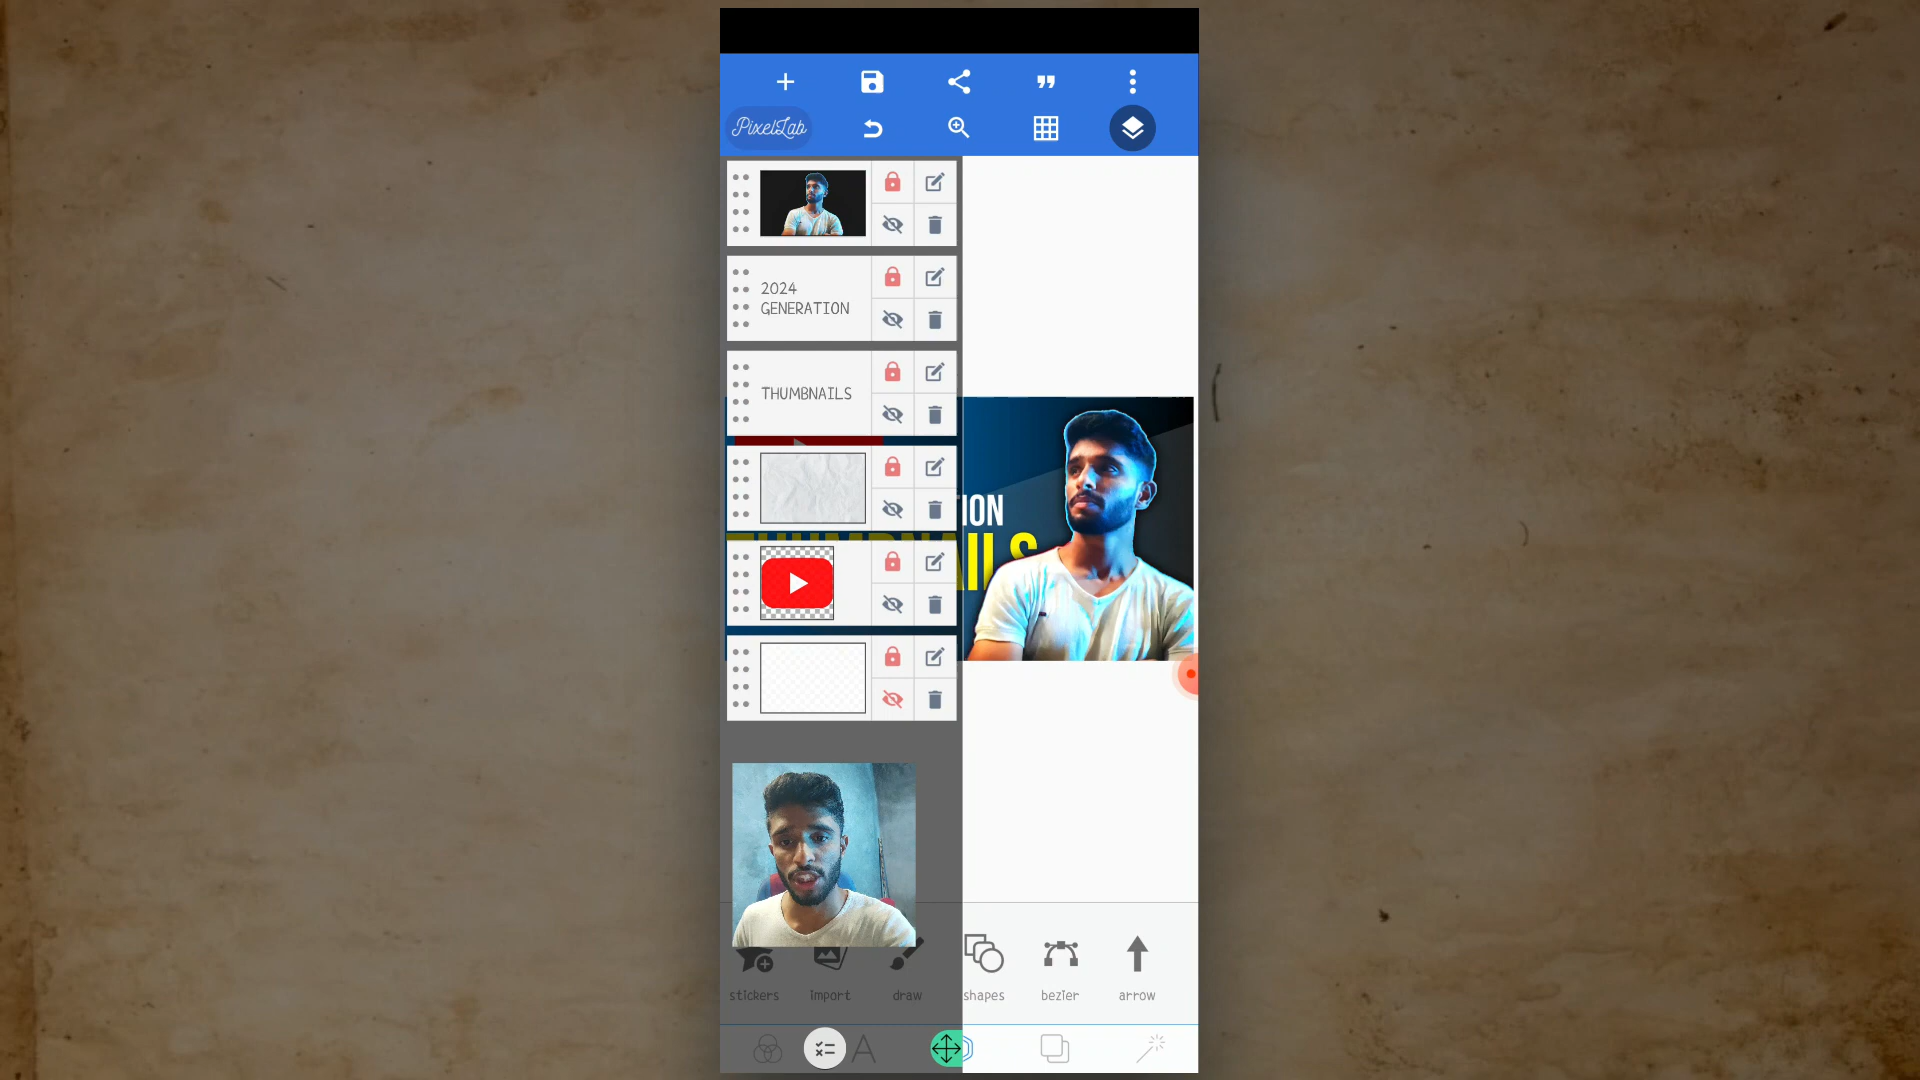 PixelLab
2024
GENERATION
THUMBNAILS
ION
stickers import draw shapes bezier arrow